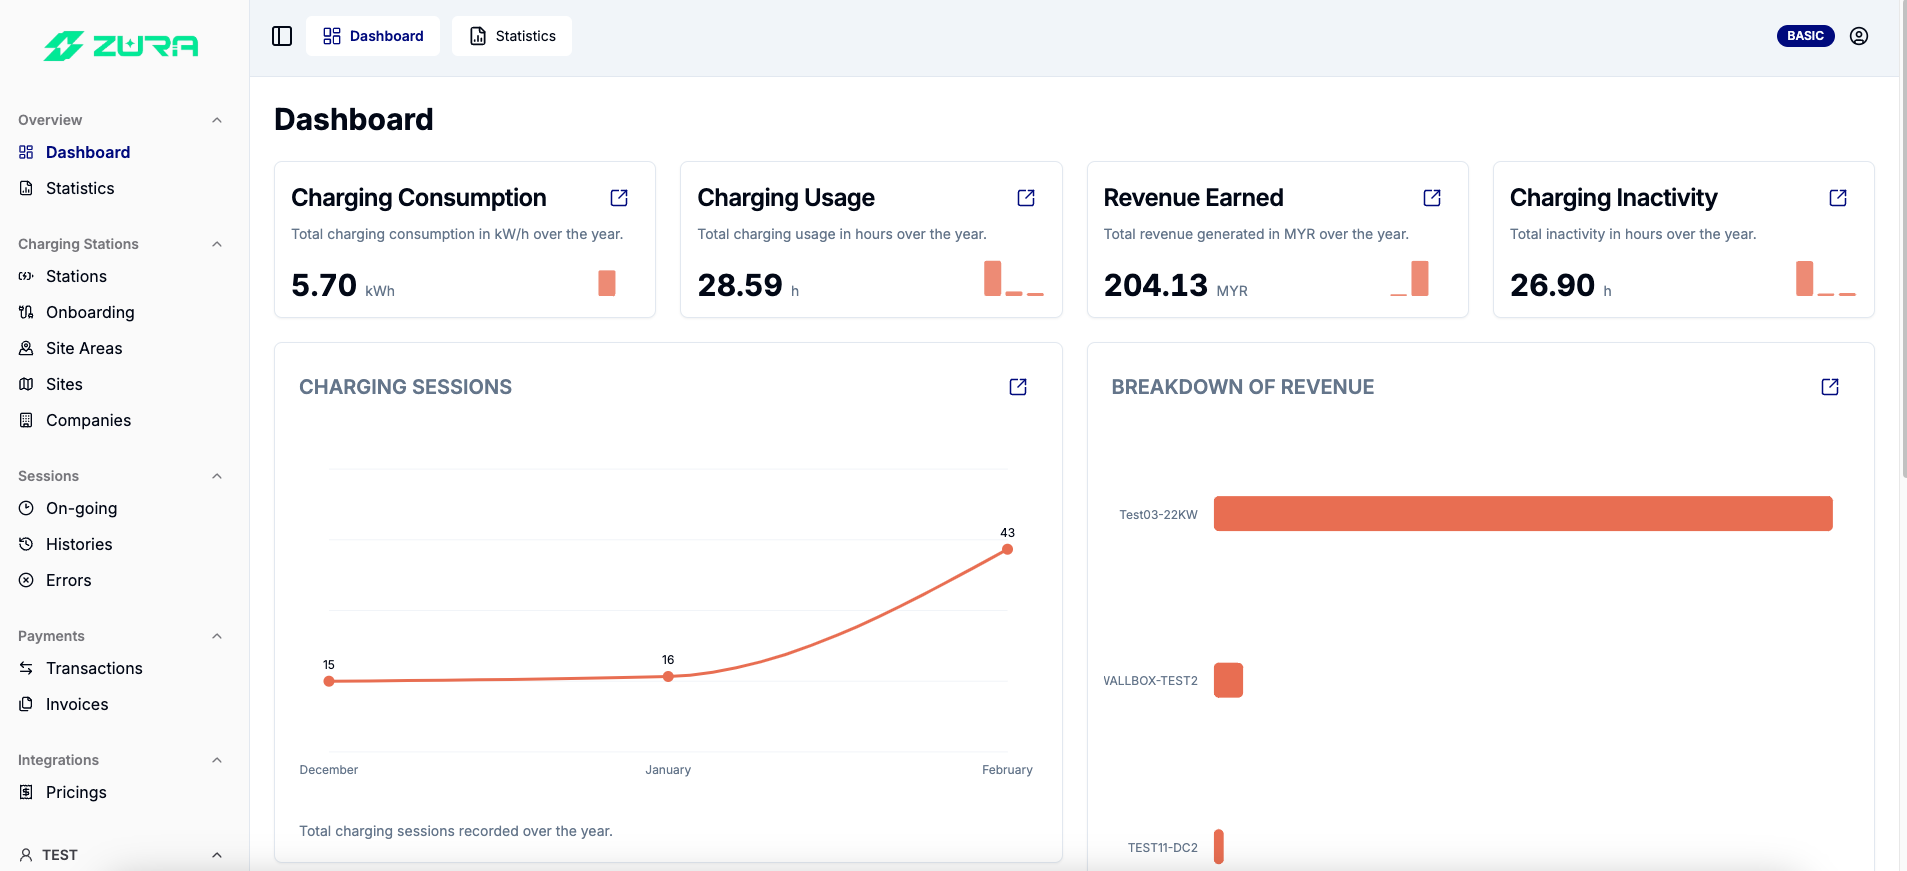 ZURA
Overview
Dashboard
Statistics
Charging Stations
Stations
Onboarding
Site Areas
Sites
Companies
Sessions
On-going
Histories
Errors
Payments
Transactions
Invoices
Integrations
Pricings
TEST
Dashboard
Statistics
BASIC
Dashboard
Charging Consumption
Total charging consumption in kW/h over the year.
5.70 kWh
Charging Usage
Total charging usage in hours over the year.
28.59 h
Revenue Earned
Total revenue generated in MYR over the year.
204.13 MYR
Charging Inactivity
Total inactivity in hours over the year.
26.90 h
CHARGING SESSIONS
15
16
43
December
January
February
Total charging sessions recorded over the year.
BREAKDOWN OF REVENUE
Test03-22KW
WALLBOX-TEST2
TEST11-DC2